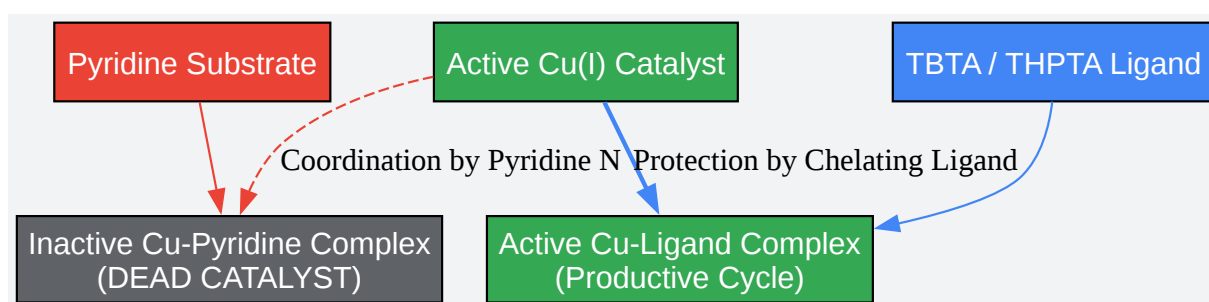 Pyridine Substrate
Active Cu(I) Catalyst
TBTA / THPTA Ligand
Coordination by Pyridine N
Protection by Chelating Ligand
Inactive Cu-Pyridine Complex
(DEAD CATALYST)
Active Cu-Ligand Complex
(Productive Cycle)